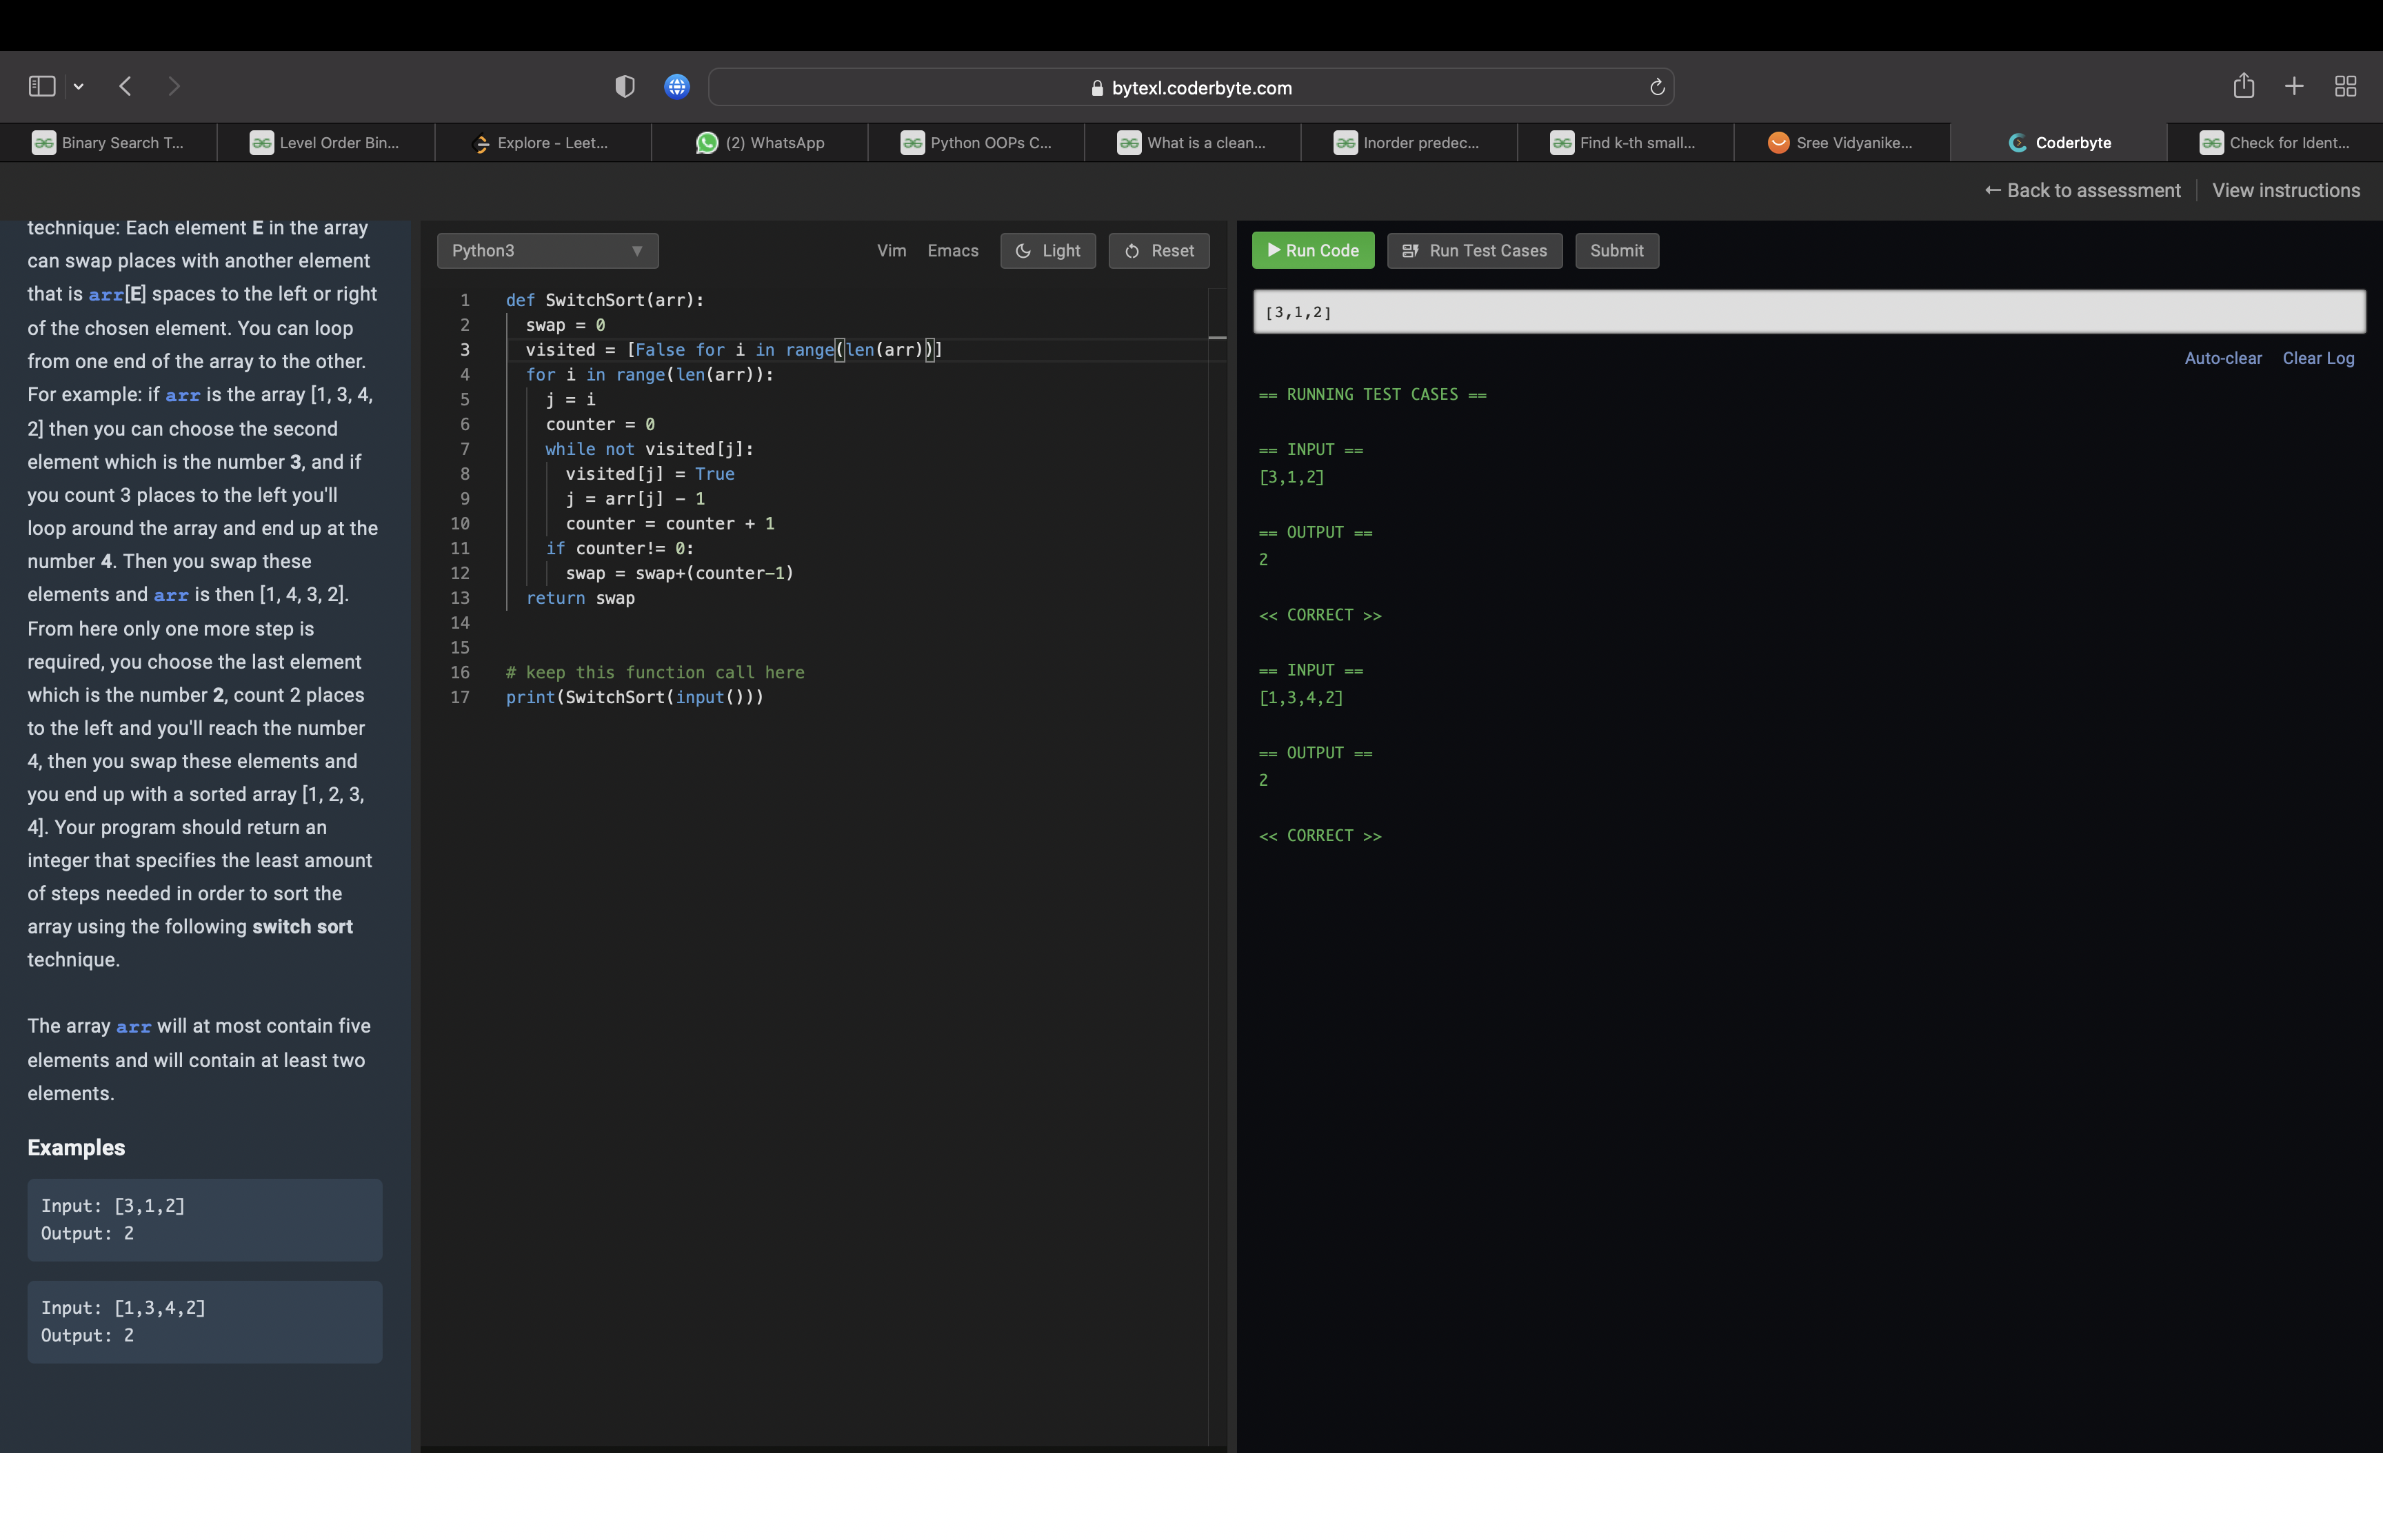 bytexl.coderbyte.com
Binary Search T...
Level Order Bin...
Explore - Leet...
(2) WhatsApp
Python OOPs C...
What is a clean...
Inorder predec...
Find k-th small...
Sree Vidyanike...
Coderbyte
Check for Ident...
← Back to assessment
View instructions
technique: Each element E in the array
can swap places with another element
that is arr[E] spaces to the left or right
of the chosen element. You can loop
from one end of the array to the other.
For example: if arr is the array [1, 3, 4,
2] then you can choose the second
element which is the number 3, and if
you count 3 places to the left you'll
loop around the array and end up at the
number 4. Then you swap these
elements and arr is then [1, 4, 3, 2].
From here only one more step is
required, you choose the last element
which is the number 2, count 2 places
to the left and you'll reach the number
4, then you swap these elements and
you end up with a sorted array [1, 2, 3,
4]. Your program should return an
integer that specifies the least amount
of steps needed in order to sort the
array using the following switch sort
technique.
The array arr will at most contain five
elements and will contain at least two
elements.
Examples
Input: [3,1,2]
Output: 2
Input: [1,3,4,2]
Output: 2
Python3
Vim
Emacs
Light
Reset
1 def SwitchSort(arr):
2 swap = 0
3 visited = [False for i in range(len(arr))]
4 for i in range(len(arr)):
5 j = i
6 counter = 0
7 while not visited[j]:
8 visited[j] = True
9 j = arr[j] - 1
10 counter = counter + 1
11 if counter!= 0:
12 swap = swap+(counter-1)
13 return swap
14
15
16 # keep this function call here
17 print(SwitchSort(input()))
Run Code
Run Test Cases
Submit
[3,1,2]
Auto-clear
Clear Log
== RUNNING TEST CASES ==
== INPUT ==
[3,1,2]
== OUTPUT ==
2
<< CORRECT >>
== INPUT ==
[1,3,4,2]
== OUTPUT ==
2
<< CORRECT >>